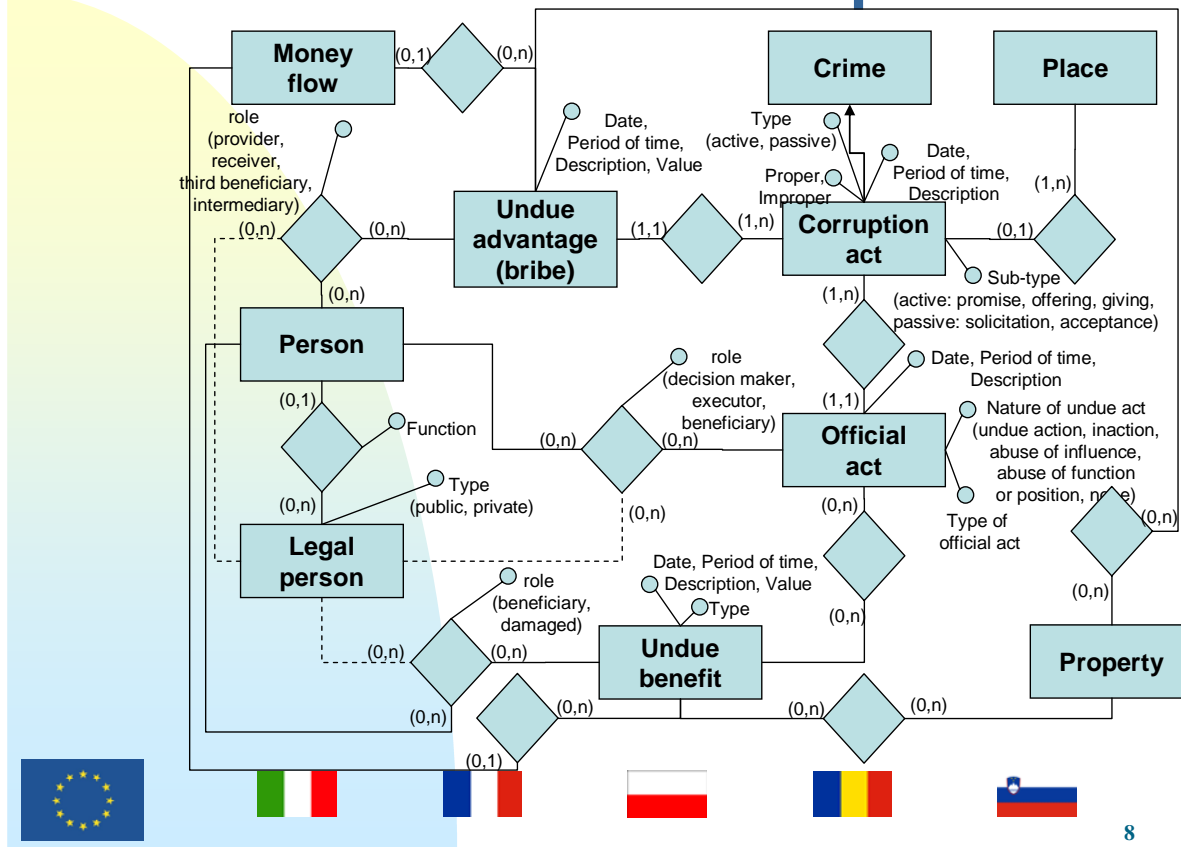 Money
flow
(0,1)
(0,n)
Crime
Place
role
(provider,
receiver,
third beneficiary,
intermediary)
Date,
Period of time,
Description, Value
Type
(active, passive)
Proper,
Improper
Date,
Period of time,
Description
(0,n)
(0,n)
Undue
advantage
(bribe)
(1,1)
(1,n)
Corruption
act
(0,1)
(1,n)
(0,n)
Sub-type
(active: promise, offering, giving,
passive: solicitation, acceptance)
(1,n)
Person
role
(decision maker,
executor,
beneficiary)
Date, Period of time,
Description
(0,1)
(1,1)
Function
(0,n)
(0,n)
Official
act
Nature of undue act
(undue action, inaction,
abuse of influence,
abuse of function
or position, none)
Type
(public, private)
(0,n)
(0,n)
(0,n)
(0,n)
Type of
official act
Legal
person
Date, Period of time,
Description, Value
Type
role
(beneficiary,
damaged)
(0,n)
(0,n)
(0,n)
(0,n)
Undue
benefit
Property
(0,n)
(0,n)
(0,n)
(0,n)
(0,1)
8